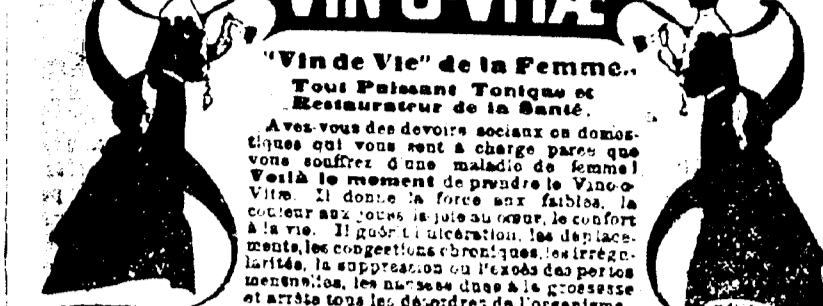 VIN-O-VITÆ
"Vin de Vie" de la Femme.
Tout Puissant Tonique et
Restaurateur de la Santé.
Avez-vous des devoirs sociaux ou domes-
tiques qui vous sont à charge parce que
vous souffrez d'une maladie de femme!
Voilà le moment de prendre le Vin-o-
Vitæ. Il donne la force aux faibles, la
couleur aux joues la joie au cœur, le confort
à la vie. Il guérit l'ulcération, les déplace-
ments, les congestions chroniques, les irrégu-
larités, la suppression ou l'excès des pertes
mensuelles, les nausées dues à la grossesse
et arrête tous les désordres de l'organisme